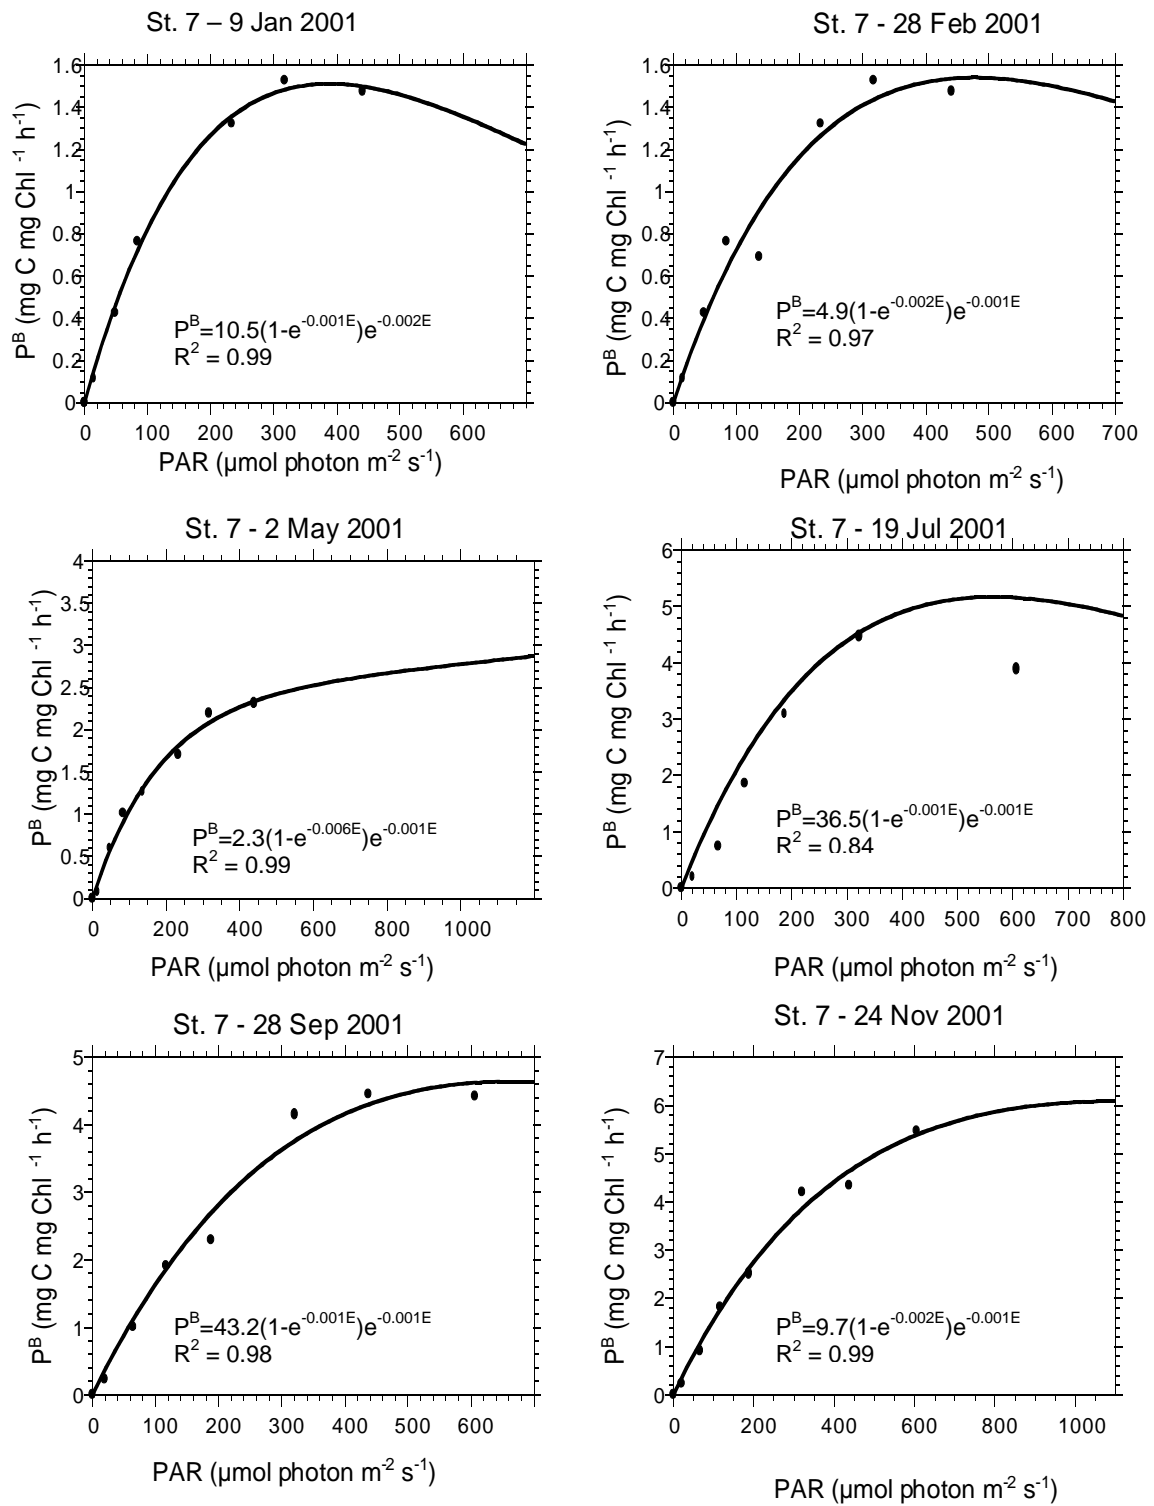 St. 7 – 9 Jan 2001
1.6
1.4
1.2
1
0.8
0.6
0.4
0.2
0
P^B (mg C mg Chl ^-1 h^-1)
P^B=10.5(1-e^-0.001E)e^-0.002E
R^2 = 0.99
0 100 200 300 400 500 600
PAR (µmol photon m^-2 s^-1)
St. 7 - 28 Feb 2001
1.6
1.4
1.2
1
0.8
0.6
0.4
0.2
0
P^B (mg C mg Chl ^-1 h^-1)
P^B=4.9(1-e^-0.002E)e^-0.001E
R^2 = 0.97
0 100 200 300 400 500 600 700
PAR (µmol photon m^-2 s^-1)
St. 7 - 2 May 2001
4
3.5
3
2.5
2
1.5
1
0.5
0
P^B (mg C mg Chl ^-1 h^-1)
P^B=2.3(1-e^-0.006E)e^-0.001E
R^2 = 0.99
0 200 400 600 800 1000
PAR (µmol photon m^-2 s^-1)
St. 7 - 19 Jul 2001
6
5
4
3
2
1
0
P^B (mg C mg Chl ^-1 h^-1)
P^B=36.5(1-e^-0.001E)e^-0.001E
R^2 = 0.84
0 100 200 300 400 500 600 700 800
PAR (µmol photon m^-2 s^-1)
St. 7 - 28 Sep 2001
5
4
3
2
1
0
P^B (mg C mg Chl ^-1 h^-1)
P^B=43.2(1-e^-0.001E)e^-0.001E
R^2 = 0.98
0 100 200 300 400 500 600
PAR (µmol photon m^-2 s^-1)
St. 7 - 24 Nov 2001
7
6
5
4
3
2
1
0
P^B (mg C mg Chl ^-1 h^-1)
P^B=9.7(1-e^-0.002E)e^-0.001E
R^2 = 0.99
0 200 400 600 800 1000
PAR (µmol photon m^-2 s^-1)